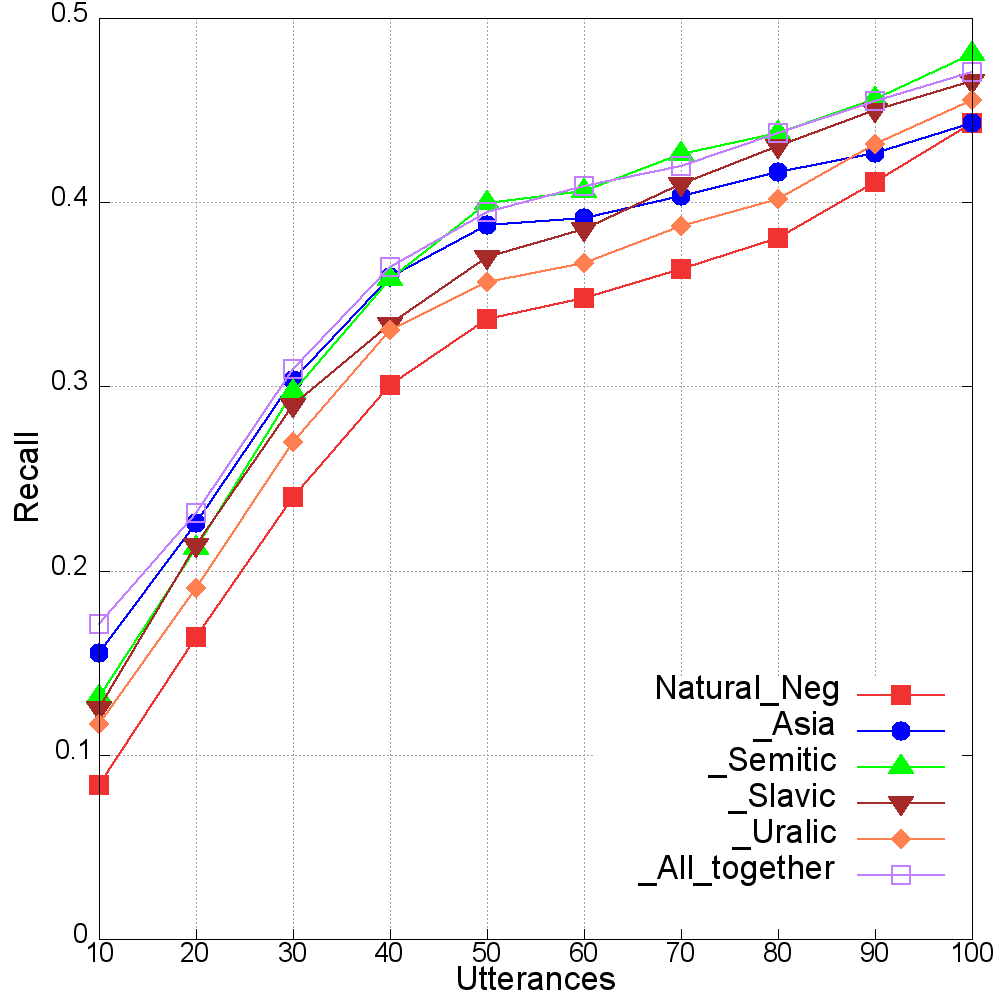 0.5
0.4
0.3
0.2
0.1
0
Recall
10 20 30 40 50 60 70 80 90 100
Utterances
Natural_Neg
_Asia
_Semitic
_Slavic
_Uralic
_All_together